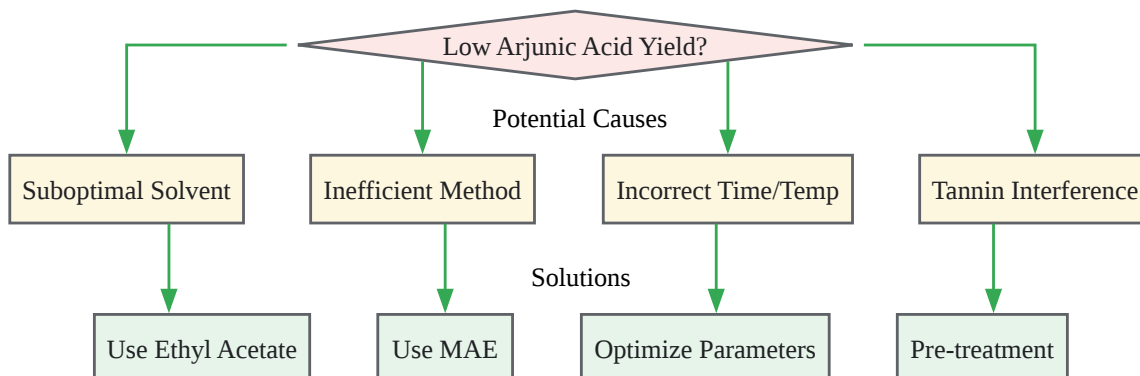 Low Arjunic Acid Yield?
Potential Causes
Suboptimal Solvent
Inefficient Method
Incorrect Time/Temp
Tannin Interference
Solutions
Use Ethyl Acetate
Use MAE
Optimize Parameters
Pre-treatment